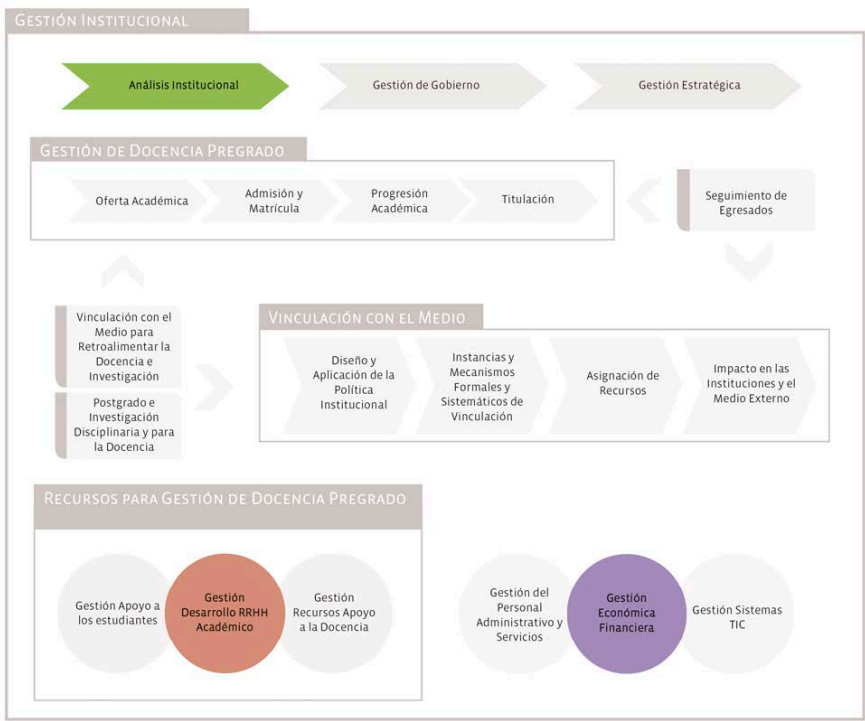 GESTIÓN INSTITUCIONAL
Análisis Institucional
Gestión de Gobierno
Gestión Estratégica
GESTIÓN DE DOCENCIA PREGRADO
Oferta Académica
Admisión y
Matrícula
Progresión
Académica
Titulación
Seguimiento de
Egresados
Vinculación con el
Medio para
Retroalimentar la
Docencia e
Investigación
Postgrado e
Investigación
Disciplinaria y para
la Docencia
VINCULACIÓN CON EL MEDIO
Diseño y
Aplicación de la
Política
Institucional
Instancias y
Mecanismos
Formales y
Sistemáticos de
Vinculación
Asignación de
Recursos
Impacto en las
Instituciones y el
Medio Externo
RECURSOS PARA GESTIÓN DE DOCENCIA PREGRADO
Gestión Apoyo a
los estudiantes
Gestión
Desarrollo RRHH
Académico
Gestión
Recursos Apoyo
a la Docencia
Gestión del
Personal
Administrativo y
Servicios
Gestión
Económica
Financiera
Gestión Sistemas
TIC